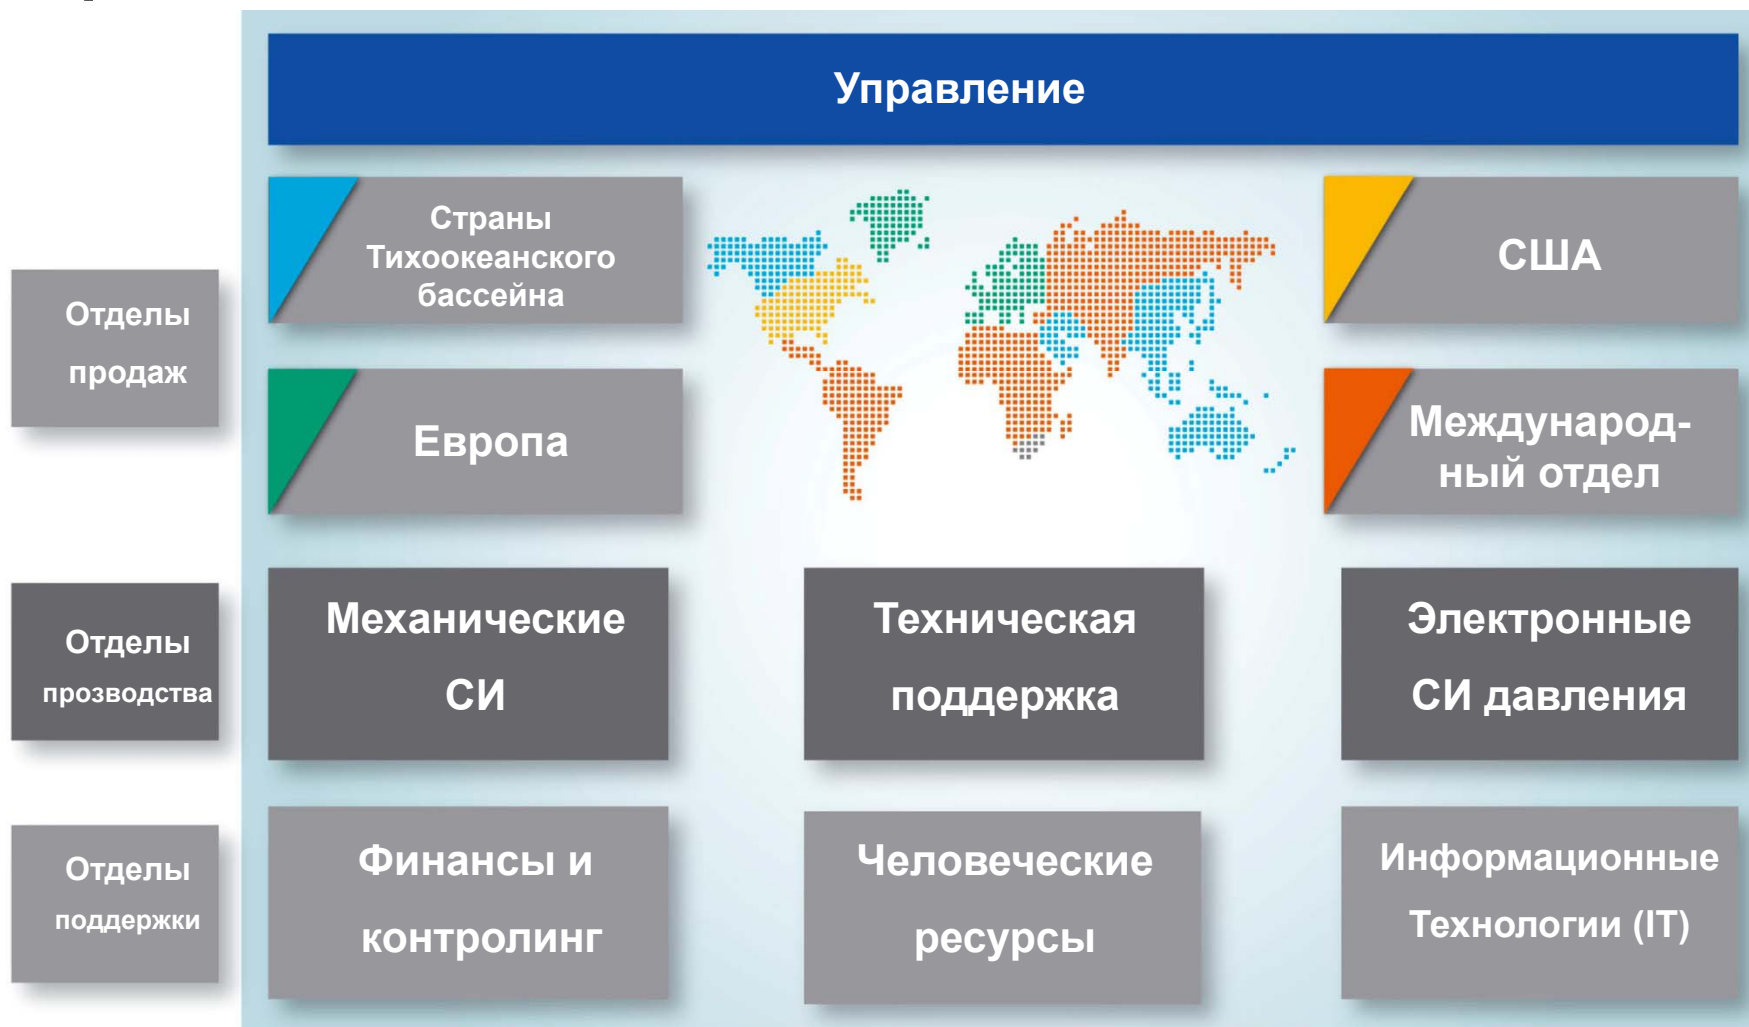 Управление
Страны
Тихоокеанского
бассейна
США
Отделы
продаж
Европа
Международ-
ный отдел
Отделы
прозводства
Механические
СИ
Техническая
поддержка
Электронные
СИ давления
Отделы
поддержки
Финансы и
контролинг
Человеческие
ресурсы
Информационные
Технологии (IT)